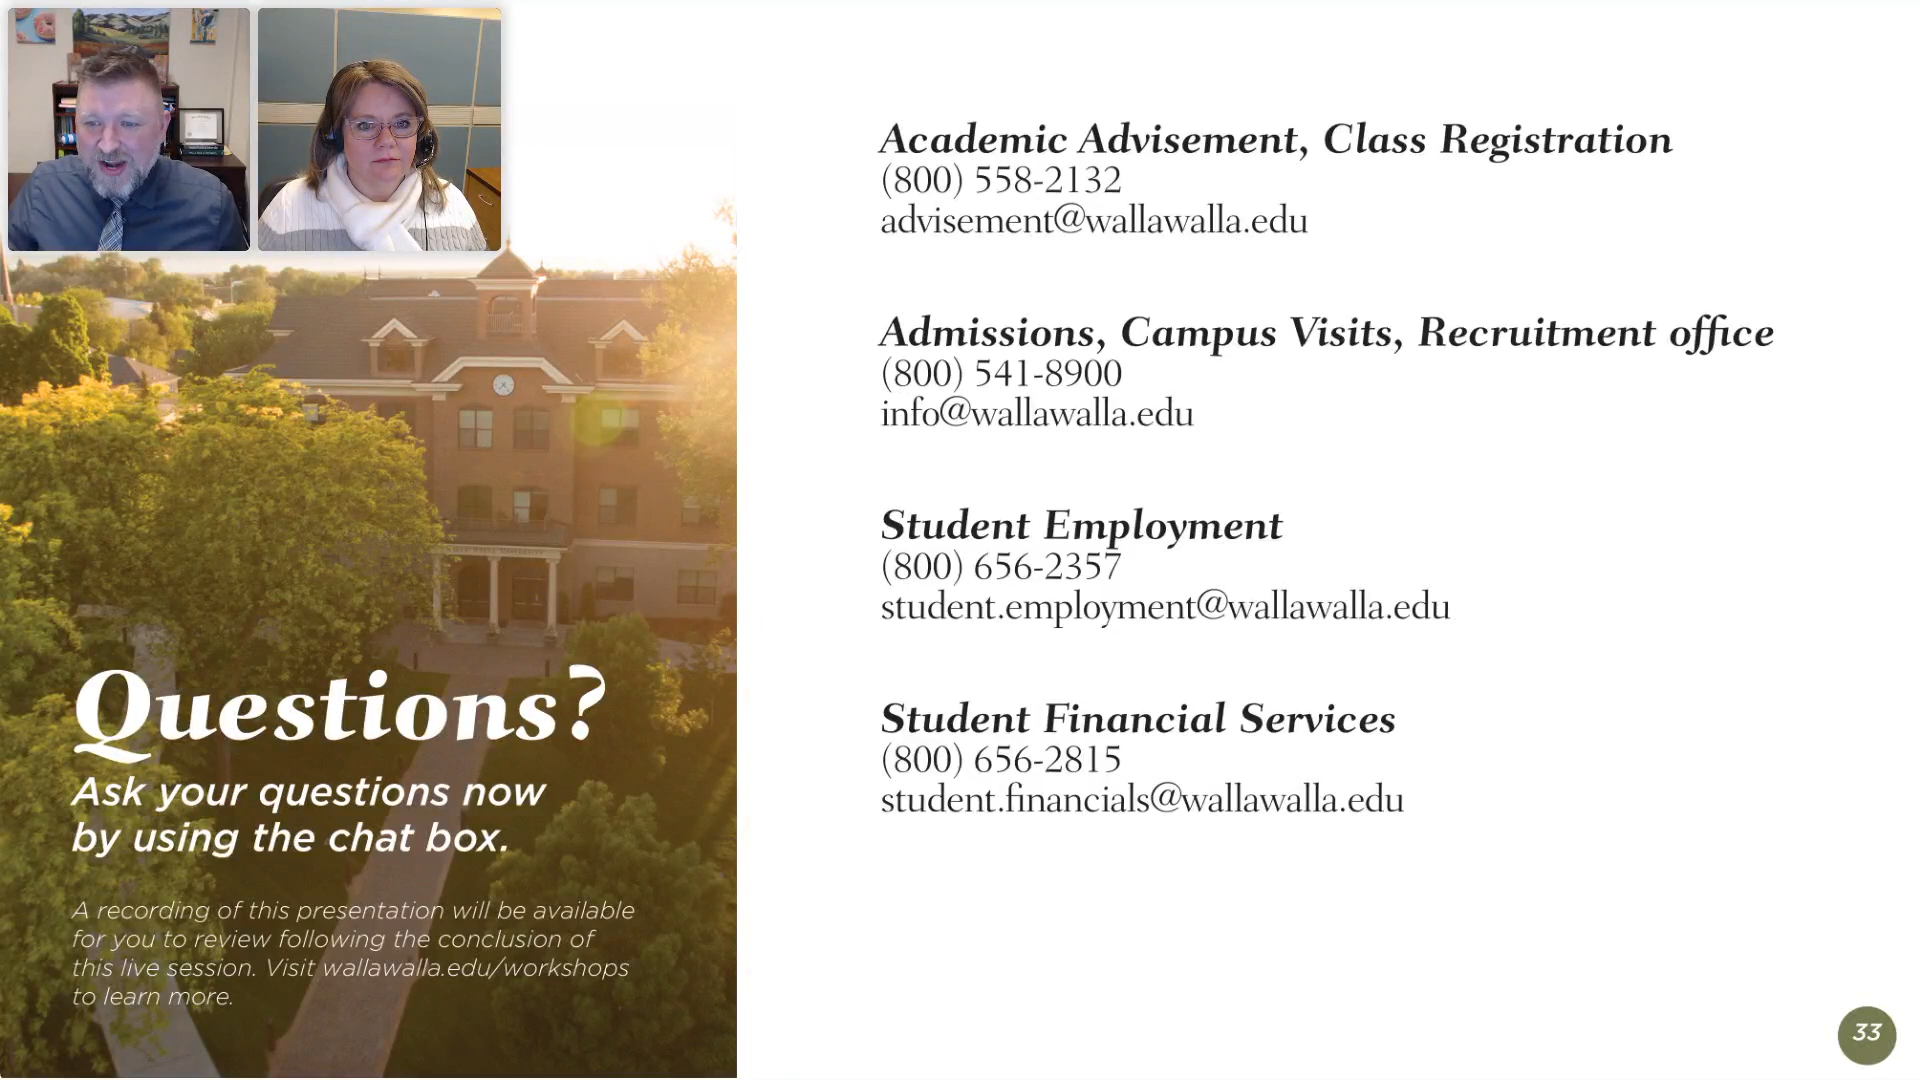 Questions?
Ask your questions now
by using the chat box.
A recording of this presentation will be available
for you to review following the conclusion of
this live session. Visit wallawalla.edu/workshops
to learn more.
Academic Advisement, Class Registration
(800) 558-2132
advisement@wallawalla.edu
Admissions, Campus Visits, Recruitment office
(800) 541-8900
info@wallawalla.edu
Student Employment
(800) 656-2357
student.employment@wallawalla.edu
Student Financial Services
(800) 656-2815
student.financials@wallawalla.edu
33